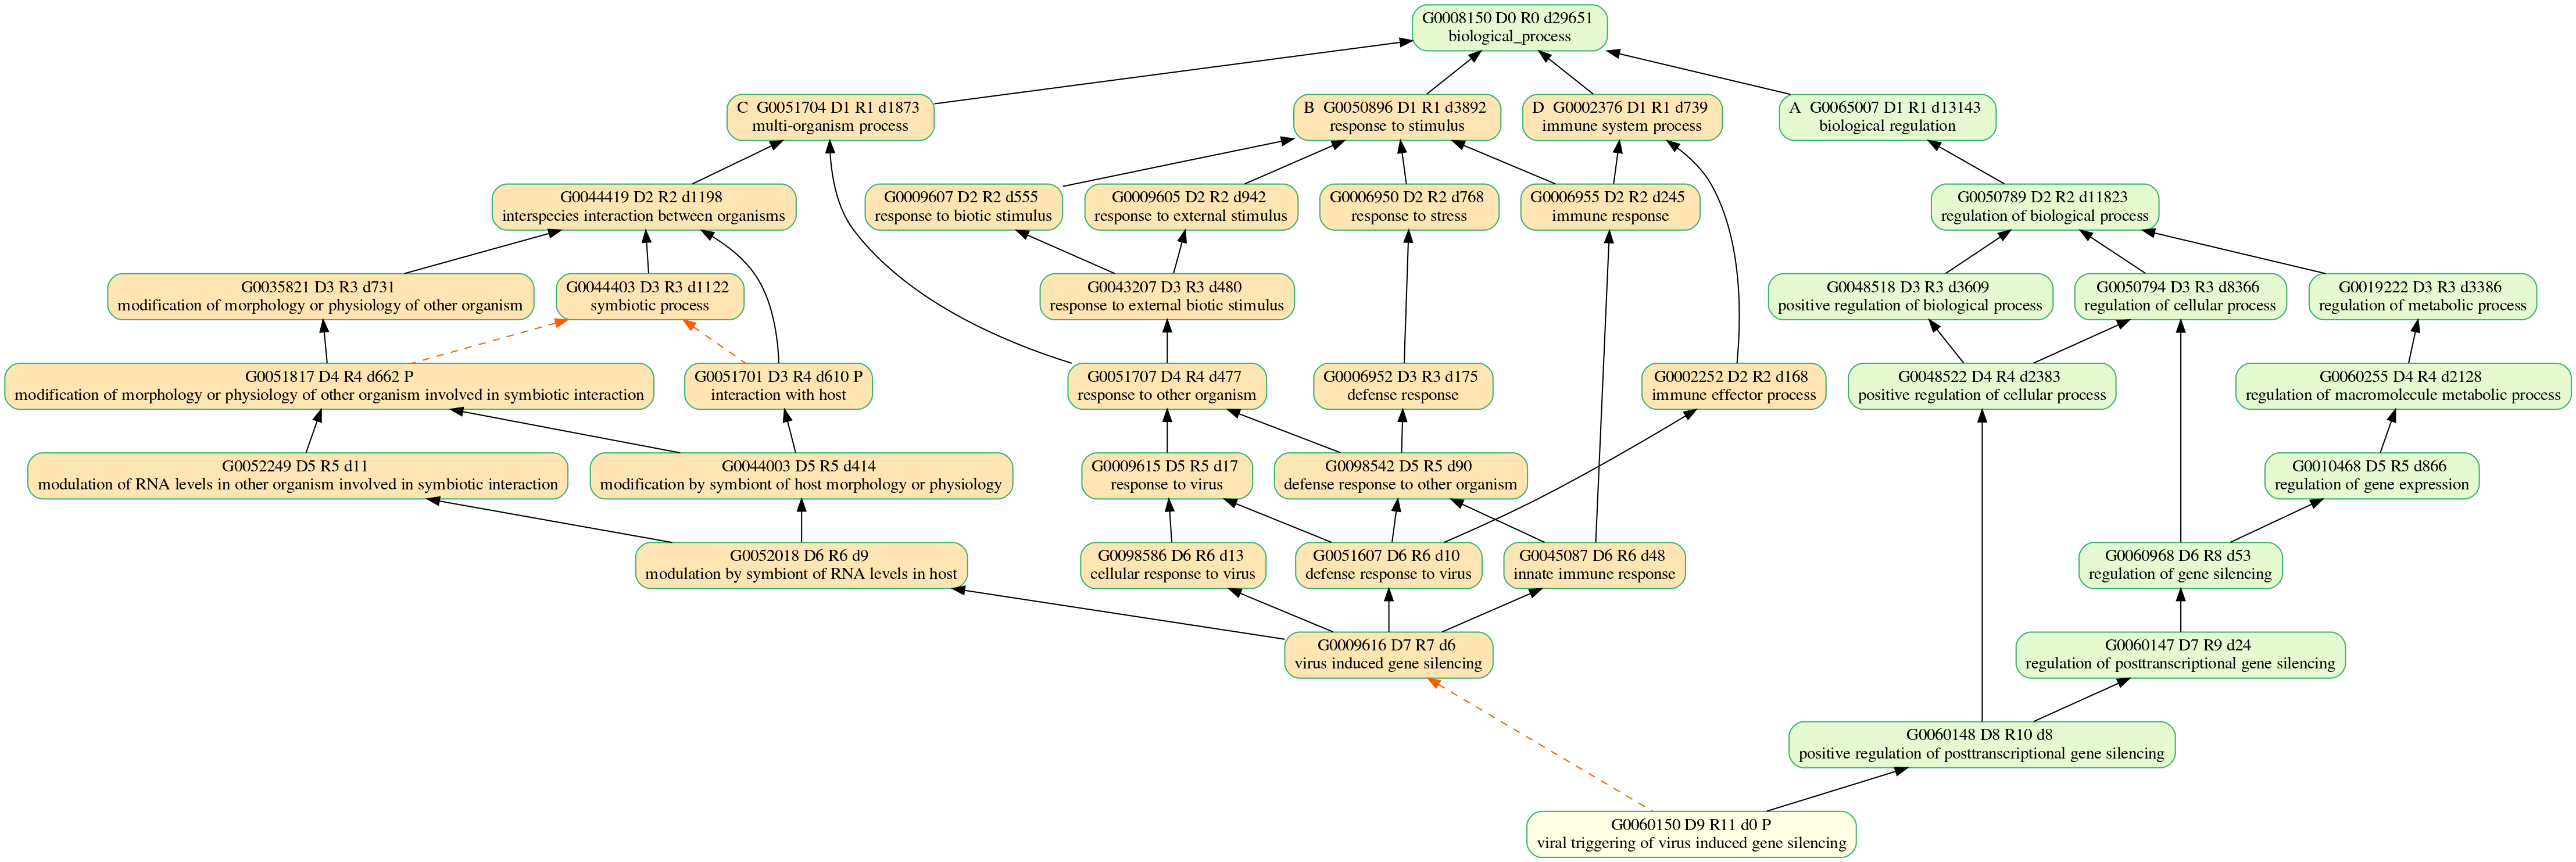 G0008150 D0 R0 d29651
biological_process
C  G0051704 D1 R1 d1873
multi-organism process
B  G0050896 D1 R1 d3892
response to stimulus
D  G0002376 D1 R1 d739
immune system process
A  G0065007 D1 R1 d13143
biological regulation
G0044419 D2 R2 d1198
interspecies interaction between organisms
G0009607 D2 R2 d555
response to biotic stimulus
G0009605 D2 R2 d942
response to external stimulus
G0006950 D2 R2 d768
response to stress
G0006955 D2 R2 d245
immune response
G0050789 D2 R2 d11823
regulation of biological process
G0035821 D3 R3 d731
modification of morphology or physiology of other organism
G0044403 D3 R3 d1122
symbiotic process
G0043207 D3 R3 d480
response to external biotic stimulus
G0048518 D3 R3 d3609
positive regulation of biological process
G0050794 D3 R3 d8366
regulation of cellular process
G0019222 D3 R3 d3386
regulation of metabolic process
G0051817 D4 R4 d662 P
modification of morphology or physiology of other organism involved in symbiotic interaction
G0051701 D3 R4 d610 P
interaction with host
G0051707 D4 R4 d477
response to other organism
G0006952 D3 R3 d175
defense response
G0002252 D2 R2 d168
immune effector process
G0048522 D4 R4 d2383
positive regulation of cellular process
G0060255 D4 R4 d2128
regulation of macromolecule metabolic process
G0052249 D5 R5 d11
modulation of RNA levels in other organism involved in symbiotic interaction
G0044003 D5 R5 d414
modification by symbiont of host morphology or physiology
G0009615 D5 R5 d17
response to virus
G0098542 D5 R5 d90
defense response to other organism
G0010468 D5 R5 d866
regulation of gene expression
G0052018 D6 R6 d9
modulation by symbiont of RNA levels in host
G0098586 D6 R6 d13
cellular response to virus
G0051607 D6 R6 d10
defense response to virus
G0045087 D6 R6 d48
innate immune response
G0060968 D6 R8 d53
regulation of gene silencing
G0009616 D7 R7 d6
virus induced gene silencing
G0060147 D7 R9 d24
regulation of posttranscriptional gene silencing
G0060148 D8 R10 d8
positive regulation of posttranscriptional gene silencing
G0060150 D9 R11 d0 P
viral triggering of virus induced gene silencing